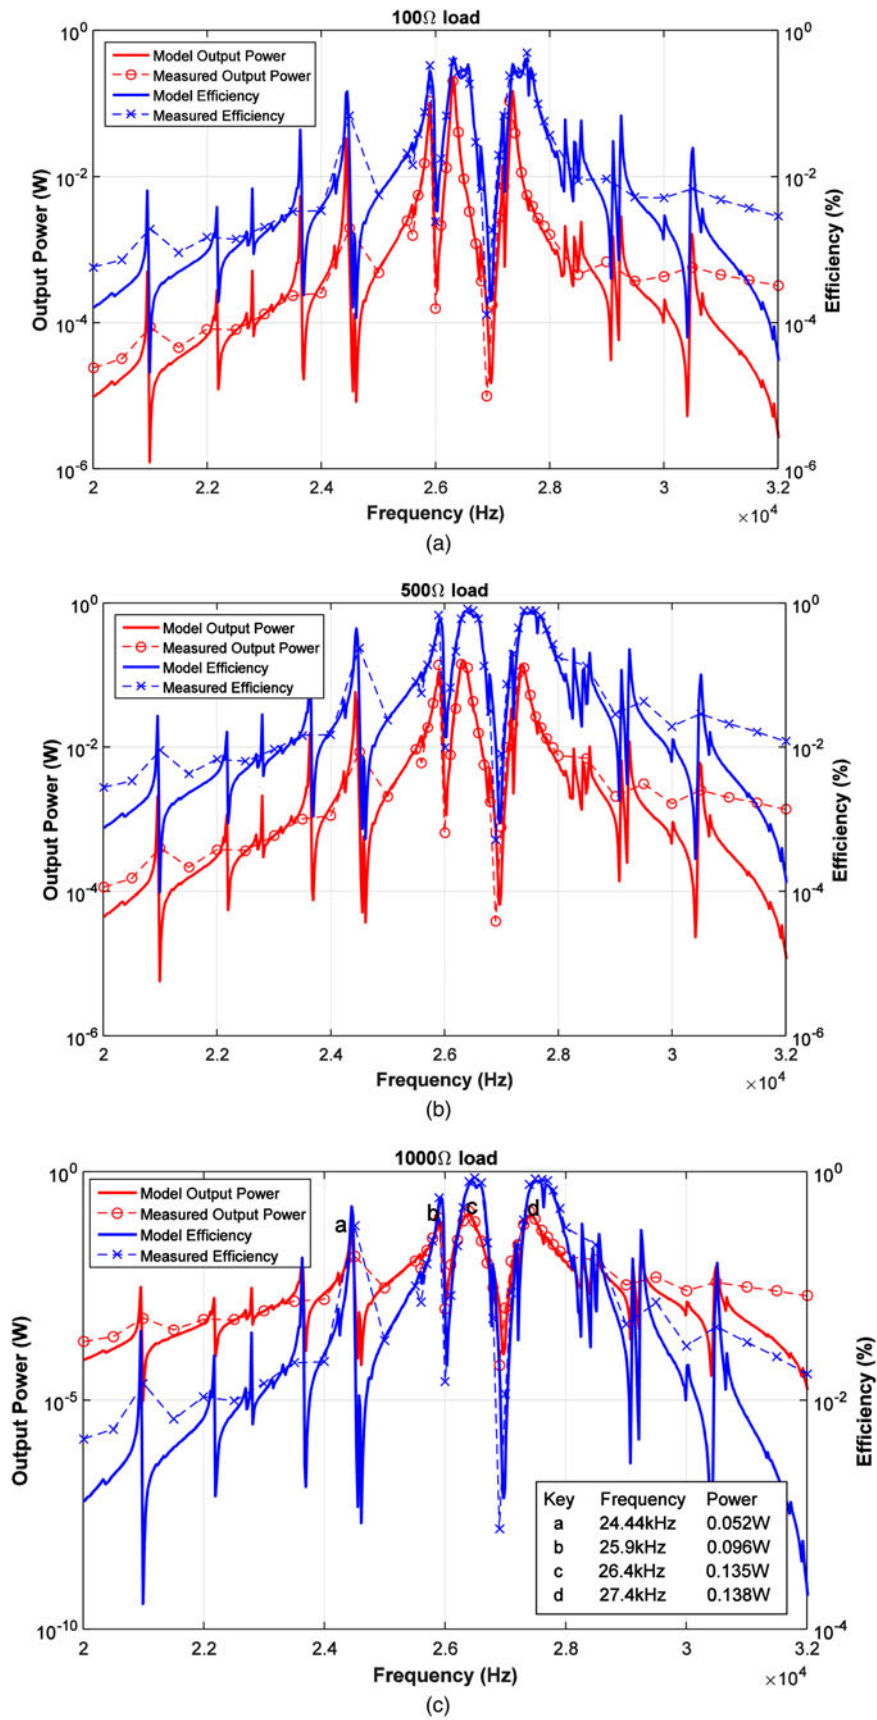 100Ω load
10^0
10^0
Model Output Power
Measured Output Power
Model Efficiency
Measured Efficiency
10^-2
10^-2
Output Power (W)
Efficiency (%)
10^-4
10^-4
10^-6
10^-6
2 2.2 2.4 2.6 2.8 3 3.2
Frequency (Hz)
×10^4
(a)
500Ω load
10^0
10^0
Model Output Power
Measured Output Power
Model Efficiency
Measured Efficiency
10^-2
10^-2
Output Power (W)
Efficiency (%)
10^-4
10^-4
10^-6
10^-6
2 2.2 2.4 2.6 2.8 3 3.2
Frequency (Hz)
×10^4
(b)
1000Ω load
10^0
10^0
Model Output Power
Measured Output Power
Model Efficiency
Measured Efficiency
a b c d
10^-5
10^-2
Output Power (W)
Efficiency (%)
Key Frequency Power
a 24.44kHz 0.052W
b 25.9kHz 0.096W
c 26.4kHz 0.135W
d 27.4kHz 0.138W
10^-10
10^-4
2 2.2 2.4 2.6 2.8 3 3.2
Frequency (Hz)
×10^4
(c)